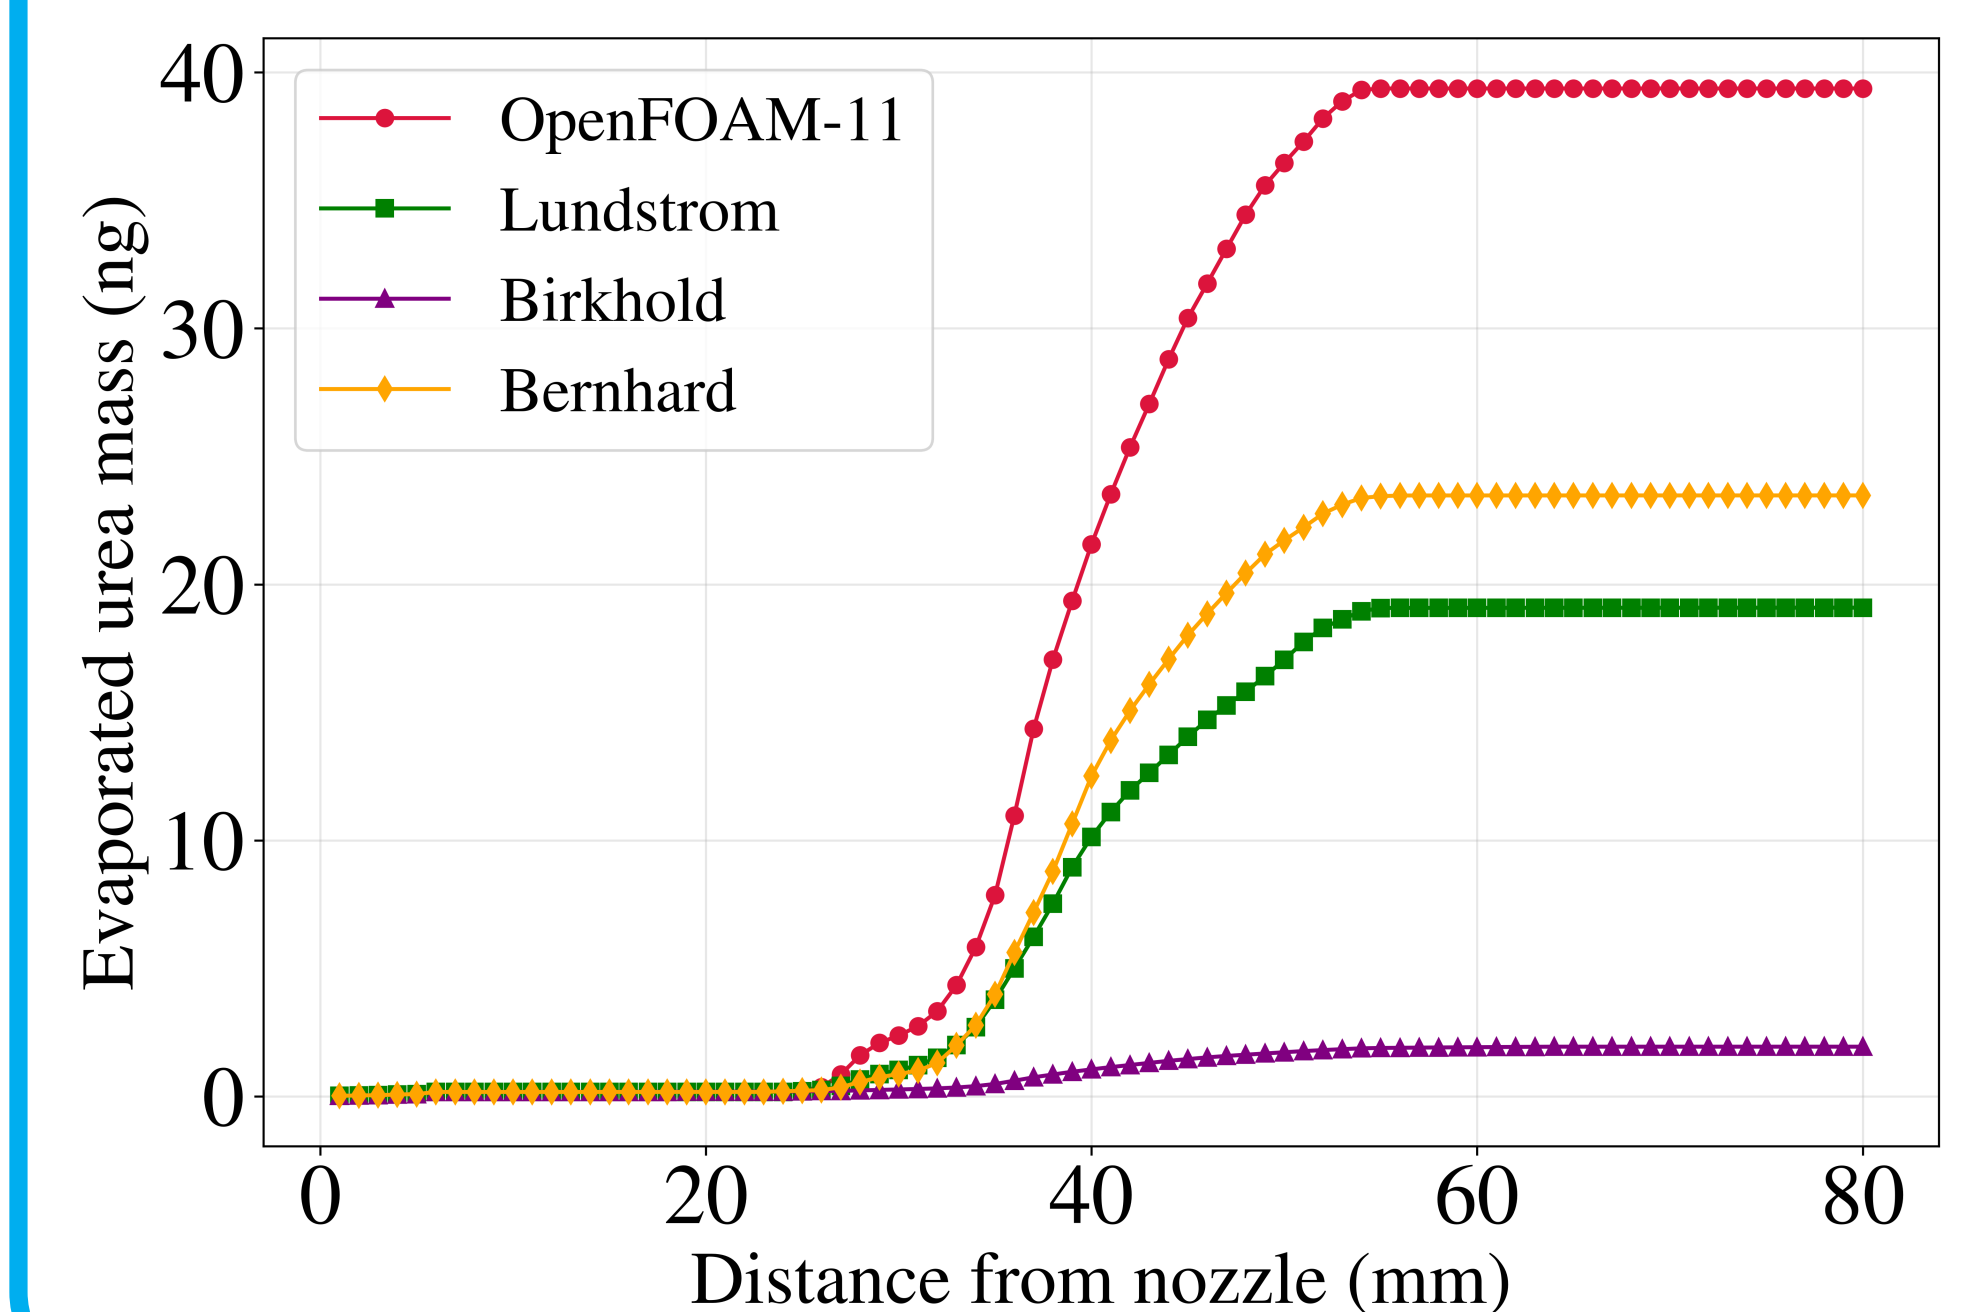 Evaporated urea mass (ng)
40
30
20
10
0
OpenFOAM-11
Lundstrom
Birkhold
Bernhard
0 20 40 60 80
Distance from nozzle (mm)